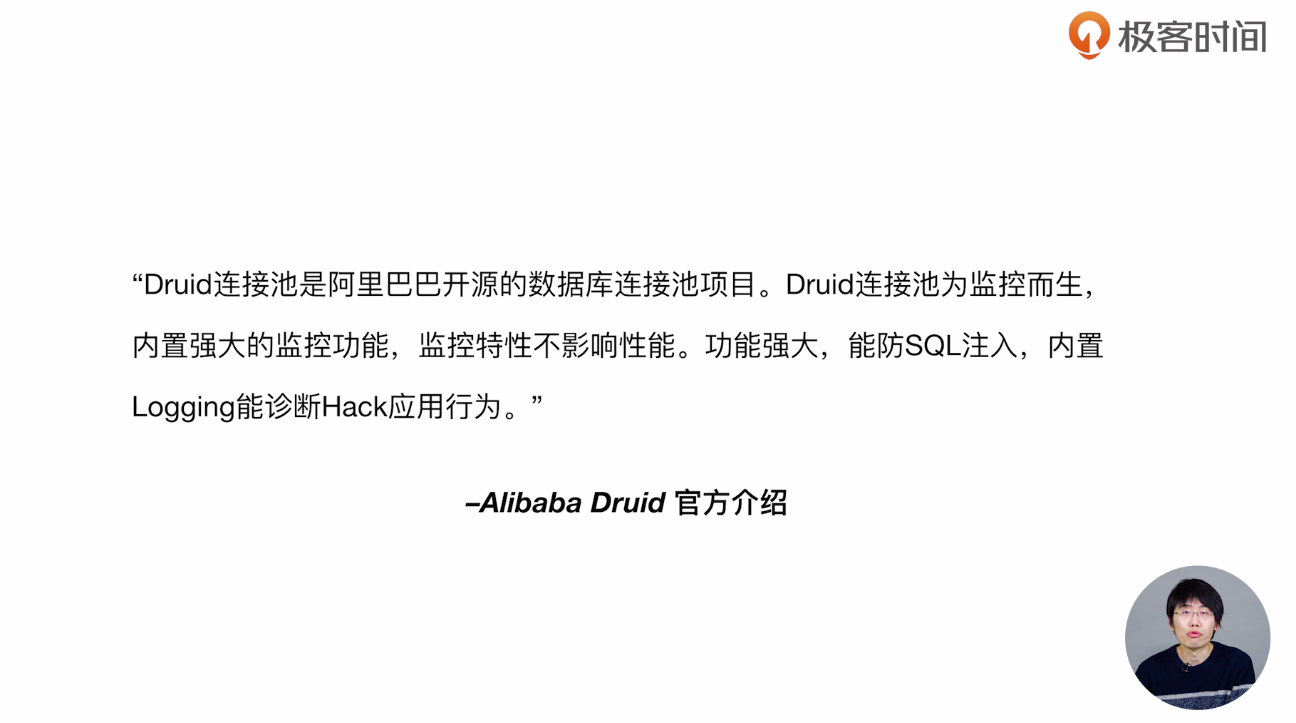 极客时间
“Druid连接池是阿里巴巴开源的数据库连接池项目。Druid连接池为监控而生，
内置强大的监控功能，监控特性不影响性能。功能强大，能防SQL注入，内置
Logging能诊断Hack应用行为。”
–Alibaba Druid 官方介绍